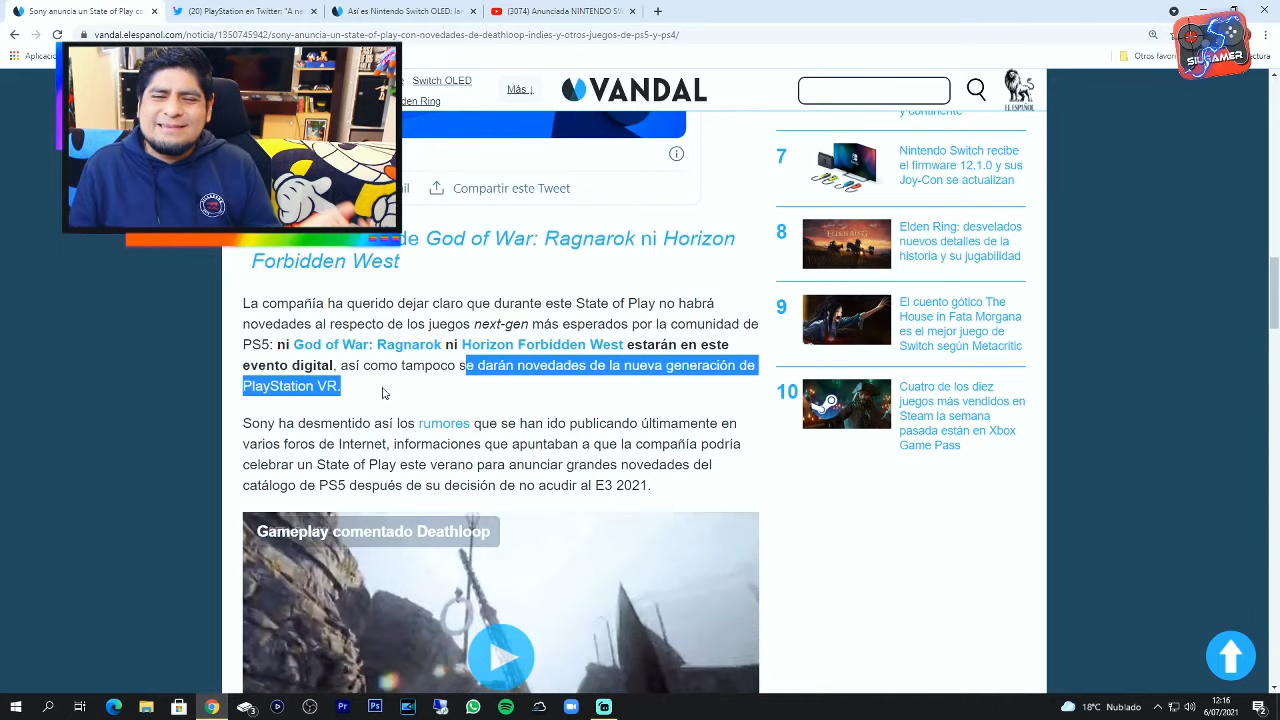 Sony anuncia un State of Play co
(20) PlayStation en Twitter: "A ne
Así es Nintendo Switch OLED: la
(3074) Anunciada NINTENDO SW
vandal.elespanol.com/noticia/1350745942/sony-anuncia-un-state-of-play-con-novedades-de-deathloop-indies-y-otros-juegos-de-ps5-y-ps4/
Aplicacio
Otros favo
ectura
SILGAMER
Switch OLED
Más ↓
den Ring
VANDAL
EL ESPAÑOL
y continente
Compartir este Tweet
de God of War: Ragnarok ni Horizon
Forbidden West
La compañía ha querido dejar claro que durante este State of Play no habrá
novedades al respecto de los juegos next-gen más esperados por la comunidad de
PS5: ni God of War: Ragnarok ni Horizon Forbidden West estarán en este
evento digital, así como tampoco se darán novedades de la nueva generación de
PlayStation VR.
Sony ha desmentido así los rumores que se han ido publicando últimamente en
varios foros de Internet, informaciones que apuntaban a que la compañía podría
celebrar un State of Play este verano para anunciar grandes novedades del
catálogo de PS5 después de su decisión de no acudir al E3 2021.
Gameplay comentado Deathloop
7
Nintendo Switch recibe
el firmware 12.1.0 y sus
Joy-Con se actualizan
8
ELDEN RING
Elden Ring: desvelados
nuevos detalles de la
historia y su jugabilidad
9
El cuento gótico The
House in Fata Morgana
es el mejor juego de
Switch según Metacritic
10
Cuatro de los diez
juegos más vendidos en
Steam la semana
pasada están en Xbox
Game Pass
18°C Nublado
12:16
6/07/2021